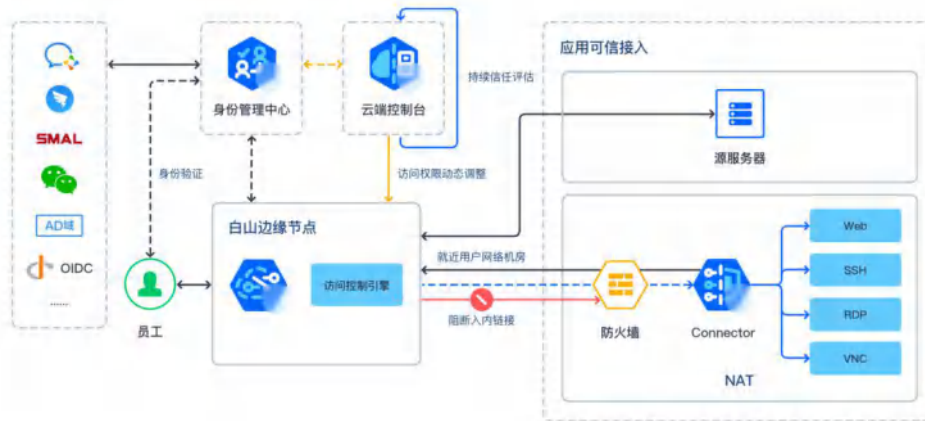 SMAL
AD域
OIDC
......
身份管理中心
云端控制台
持续信任评估
身份验证
访问权限动态调整
员工
白山边缘节点
访问控制引擎
就近用户网络机房
阻断入内链接
应用可信接入
源服务器
防火墙
Connector
NAT
Web
SSH
RDP
VNC